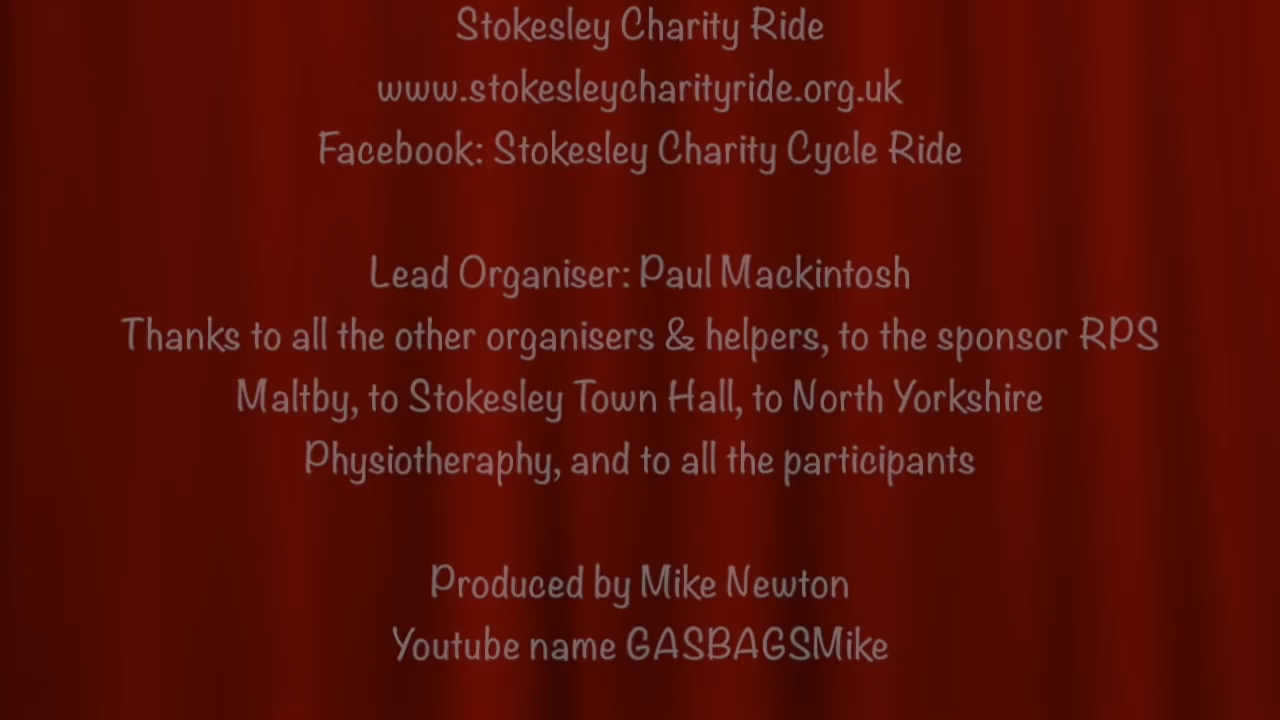 Stokesley Charity Ride
www.stokesleycharityride.org.uk
Facebook: Stokesley Charity Cycle Ride
Lead Organiser: Paul Mackintosh
Thanks to all the other organisers & helpers, to the sponsor RPS
Maltby, to Stokesley Town Hall, to North Yorkshire
Physiotheraphy, and to all the participants
Produced by Mike Newton
Youtube name GASBAGSMike